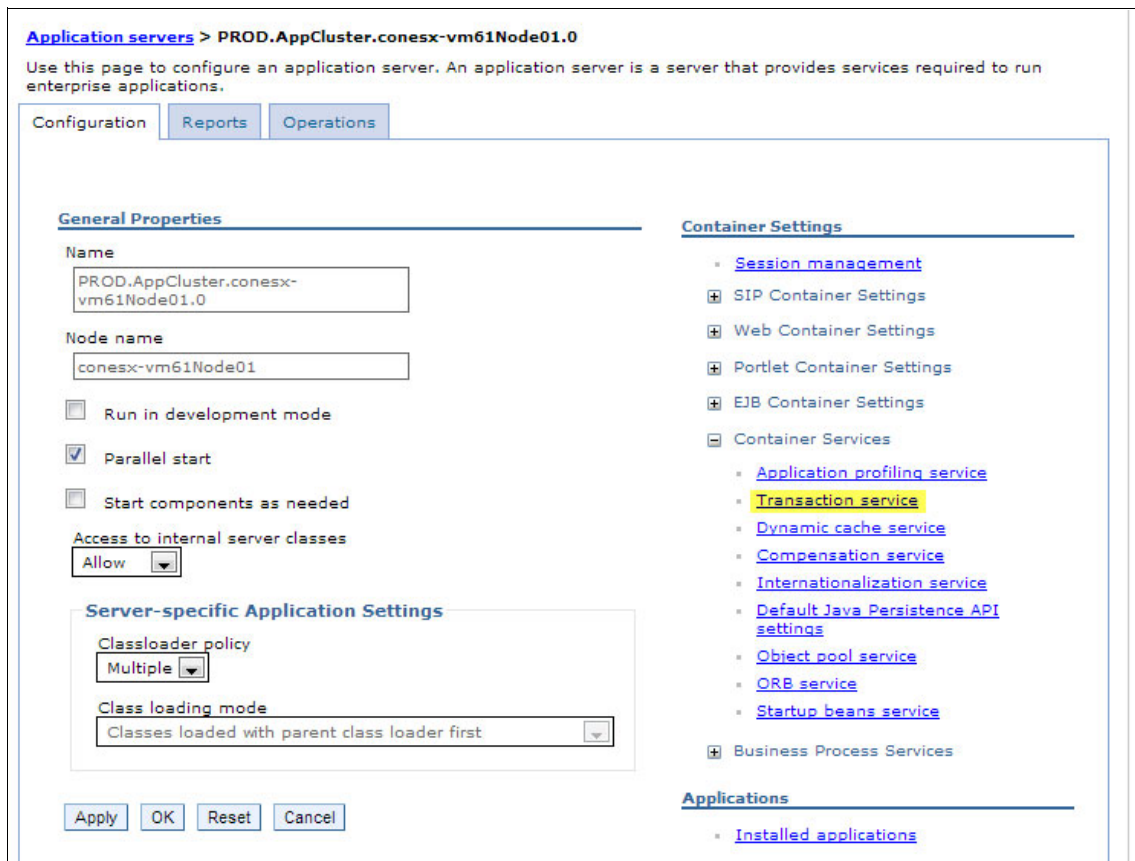 Application servers > PROD.AppCluster.conesx-vm61Node01.0
Use this page to configure an application server. An application server is a server that provides services required to run
enterprise applications.
Configuration
Reports
Operations
General Properties
Name
PROD.AppCluster.conesx-
vm61Node01.0
Node name
conesx-vm61Node01
Run in development mode
Parallel start
Start components as needed
Access to internal server classes
Allow
Server-specific Application Settings
Classloader policy
Multiple
Class loading mode
Classes loaded with parent class loader first
Apply
OK
Reset
Cancel
Container Settings
Session management
SIP Container Settings
Web Container Settings
Portlet Container Settings
EJB Container Settings
Container Services
Application profiling service
Transaction service
Dynamic cache service
Compensation service
Internationalization service
Default Java Persistence API
settings
Object pool service
ORB service
Startup beans service
Business Process Services
Applications
Installed applications